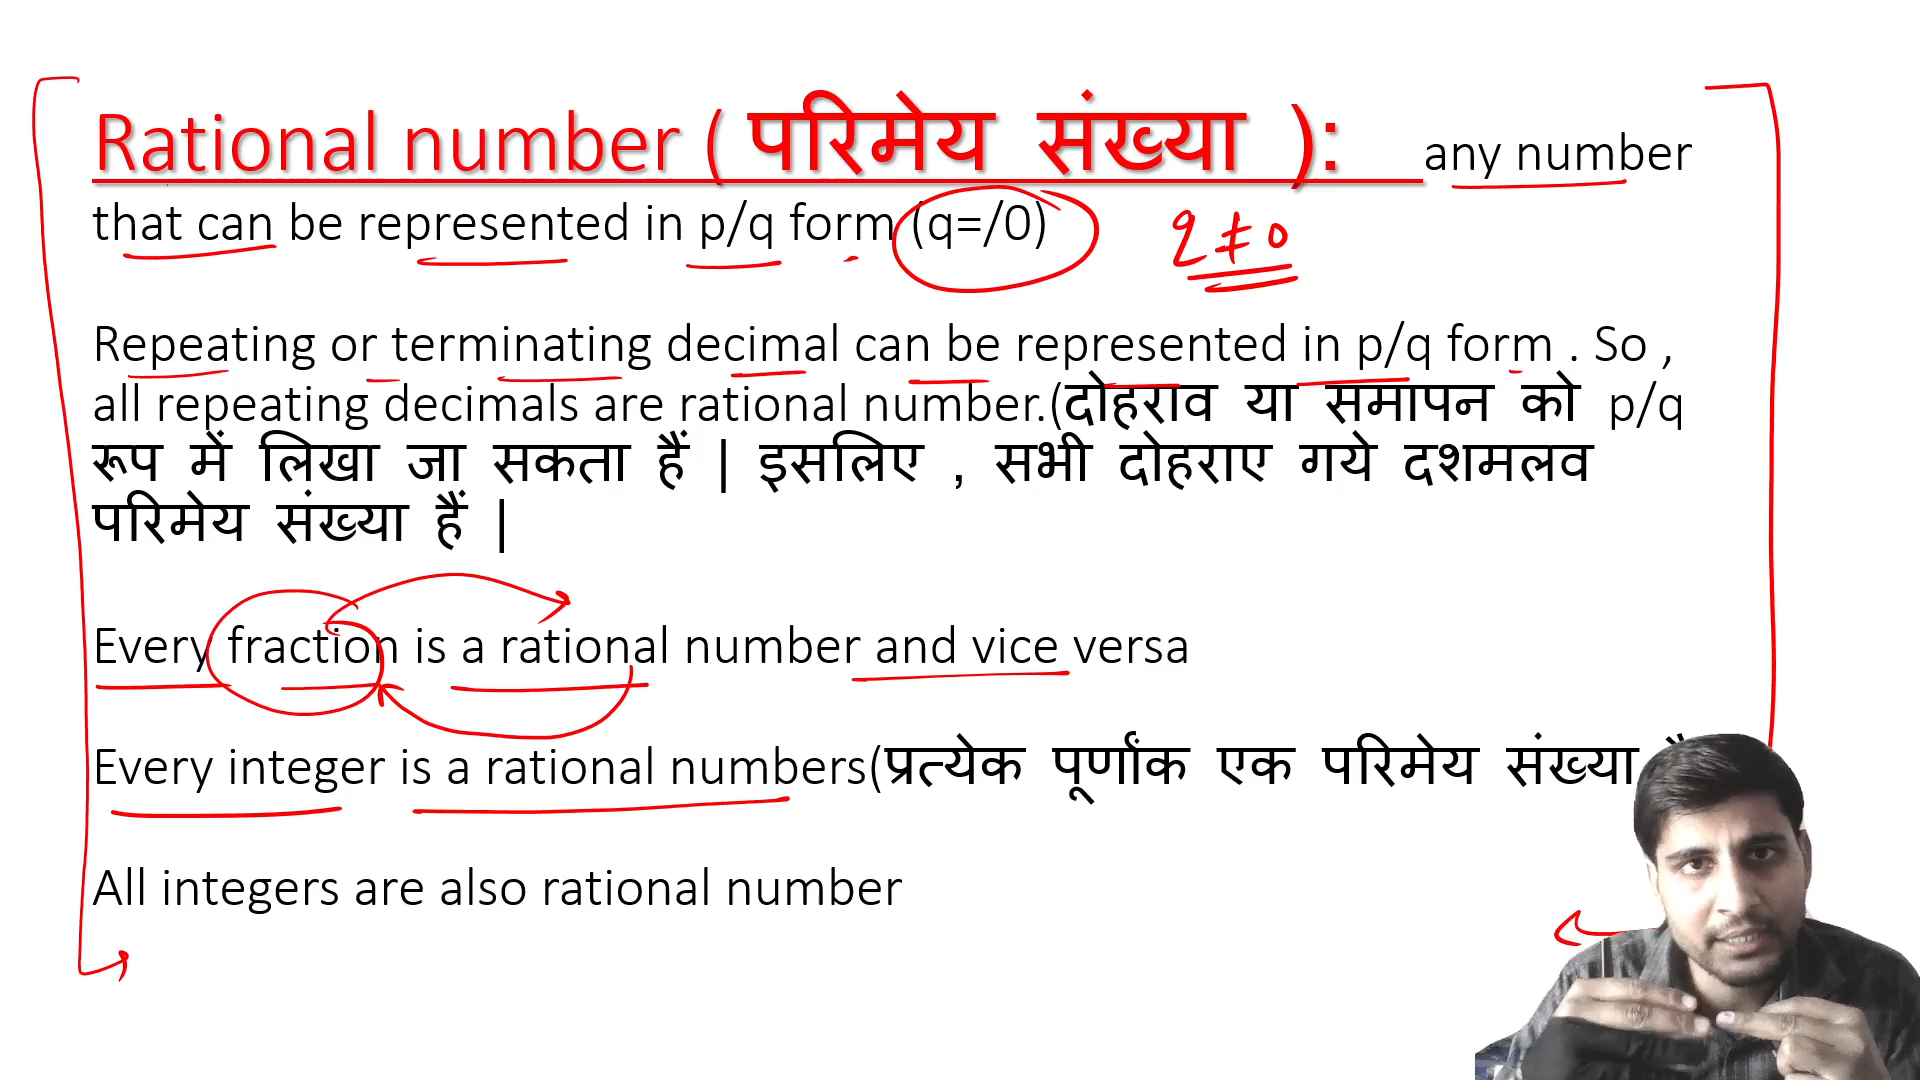 Rational number ( परिमेय संख्या ): any number
that can be represented in p/q form (q=/0) q ≠ 0
Repeating or terminating decimal can be represented in p/q form . So ,
all repeating decimals are rational number.(दोहराव या समापन को p/q
रूप में लिखा जा सकता हैं | इसलिए , सभी दोहराए गये दशमलव
परिमेय संख्या हैं |
Every fraction is a rational number and vice versa
Every integer is a rational numbers(प्रत्येक पूर्णांक एक परिमेय संख्या
All integers are also rational number